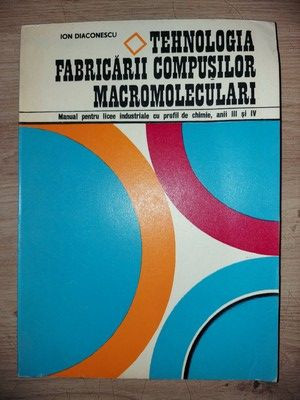 ION DIACONESCU
TEHNOLOGIA
FABRICĂRII COMPUȘILOR
MACROMOLECULARI
Manual pentru licee industriale cu profil de chimie, anii III și IV